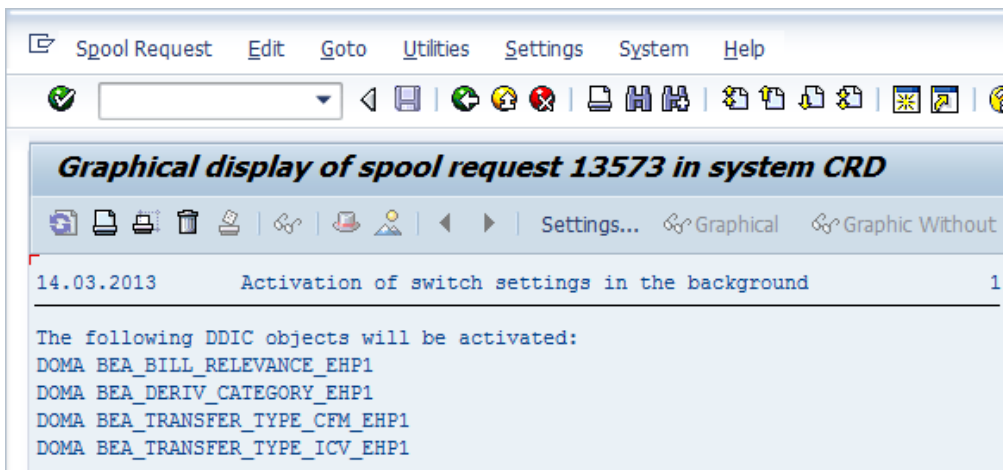 Spool Request Edit Goto Utilities Settings System Help
Graphical display of spool request 13573 in system CRD
Settings... Graphical Graphic Without
14.03.2013 Activation of switch settings in the background 1
The following DDIC objects will be activated:
DOMA BEA_BILL_RELEVANCE_EHP1
DOMA BEA_DERIV_CATEGORY_EHP1
DOMA BEA_TRANSFER_TYPE_CFM_EHP1
DOMA BEA_TRANSFER_TYPE_ICV_EHP1